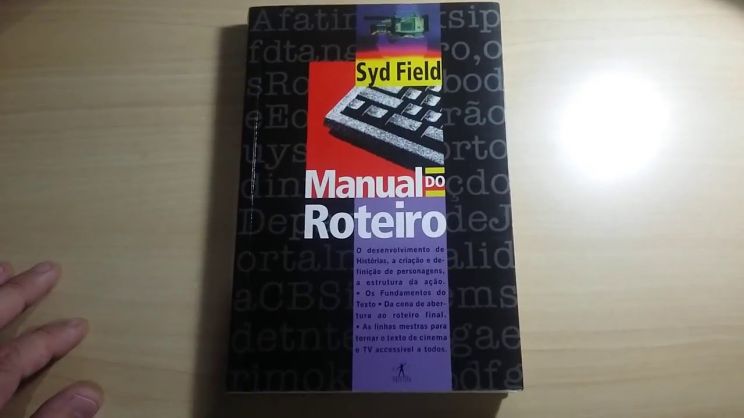 Syd Field
Manual DO
Roteiro
O desenvolvimento de
Histórias, a criação e de-
finição de personagens,
a estrutura da ação.
• Os Fundamentos do
Texto • Da cena de aber-
tura ao roteiro final.
• As linhas mestras para
tornar o texto de cinema
e TV accessível a todos.